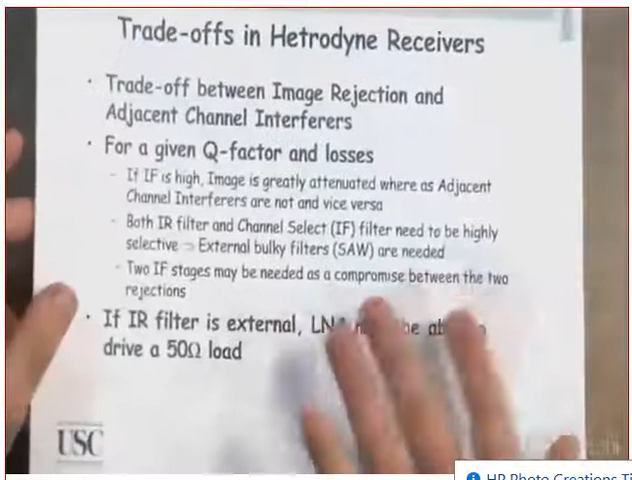 Trade-offs in Hetrodyne Receivers
· Trade-off between Image Rejection and
Adjacent Channel Interferers
· For a given Q-factor and losses
- If IF is high, Image is greatly attenuated where as Adjacent
Channel Interferers are not and vice versa
- Both IR filter and Channel Select (IF) filter need to be highly
selective ⇒ External bulky filters (SAW) are needed
- Two IF stages may be needed as a compromise between the two
rejections
· If IR filter is external, LNA
drive a 50Ω load
USC
HP Photo Creations